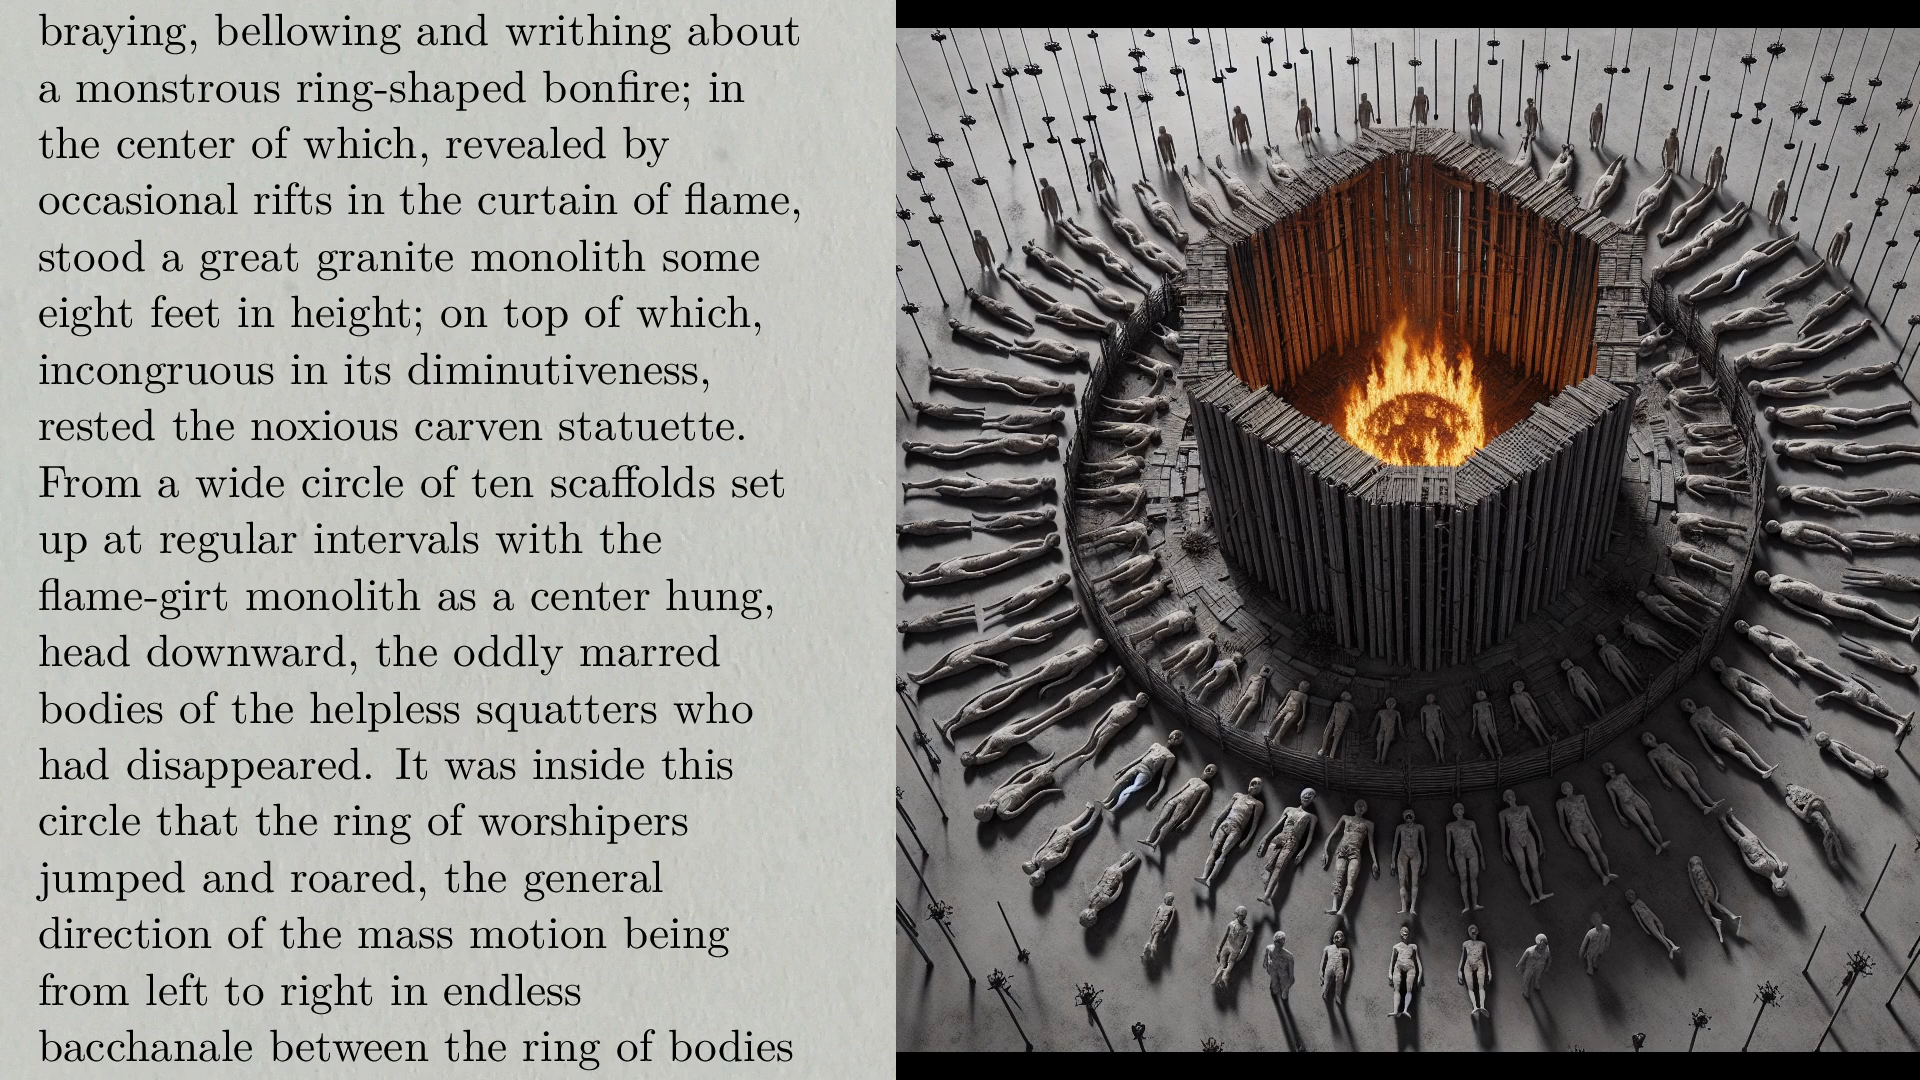 braying, bellowing and writhing about
a monstrous ring-shaped bonfire; in
the center of which, revealed by
occasional rifts in the curtain of flame,
stood a great granite monolith some
eight feet in height; on top of which,
incongruous in its diminutiveness,
rested the noxious carven statuette.
From a wide circle of ten scaffolds set
up at regular intervals with the
flame-girt monolith as a center hung,
head downward, the oddly marred
bodies of the helpless squatters who
had disappeared. It was inside this
circle that the ring of worshipers
jumped and roared, the general
direction of the mass motion being
from left to right in endless
bacchanale between the ring of bodies